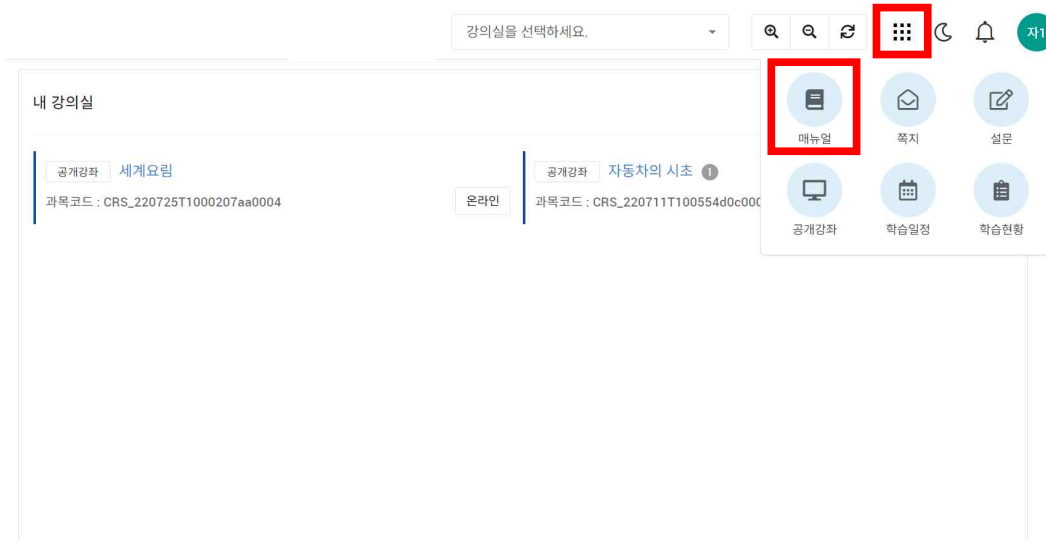 강의실을 선택하세요.
자1
내 강의실
매뉴얼
쪽지
설문
공개강좌 세계요림
공개강좌 자동차의 시초 1
과목코드 : CRS_220725T1000207aa0004
온라인
과목코드 : CRS_220711T100554d0c000
공개강좌
학습일정
학습현황